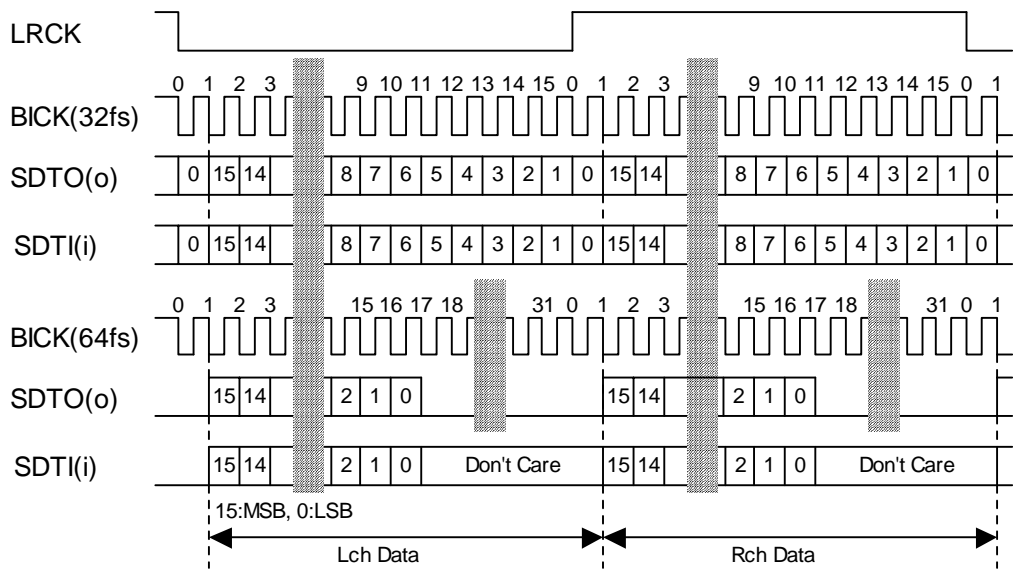 LRCK
0 1 2 3 9 10 11 12 13 14 15 0 1 2 3 9 10 11 12 13 14 15 0 1
BICK(32fs)
SDTO(o) 0 15 14 8 7 6 5 4 3 2 1 0 15 14 8 7 6 5 4 3 2 1 0
SDTI(i) 0 15 14 8 7 6 5 4 3 2 1 0 15 14 8 7 6 5 4 3 2 1 0
0 1 2 3 15 16 17 18 31 0 1 2 3 15 16 17 18 31 0 1
BICK(64fs)
SDTO(o) 15 14 2 1 0 15 14 2 1 0
SDTI(i) 15 14 2 1 0 Don't Care 15 14 2 1 0 Don't Care
15:MSB, 0:LSB
Lch Data Rch Data